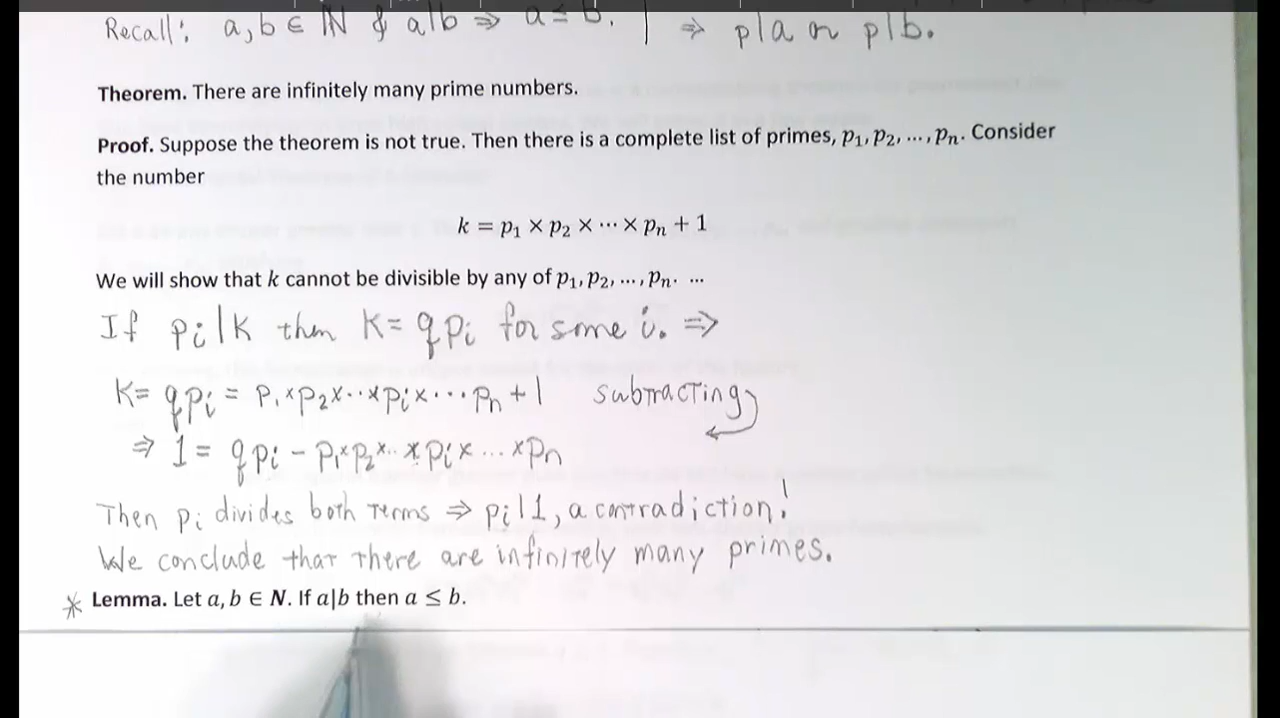 Recall: a, b ∈ ℕ & a|b ⇒ a ≤ b. | ⇒ p|a or p|b.
Theorem. There are infinitely many prime numbers.
Proof. Suppose the theorem is not true. Then there is a complete list of primes, p₁, p₂, …, pₙ. Consider
the number
k = p₁ × p₂ × ⋯ × pₙ + 1
We will show that k cannot be divisible by any of p₁, p₂, …, pₙ. …
If pᵢ|K then K = qpᵢ for some i. ⇒
K = qpᵢ = p₁ × p₂ × ·· × pᵢ × ··· pₙ + 1 subtracting
⇒ 1 = qpᵢ − p₁ × p₂ × ·· × pᵢ × ... × pₙ
Then pᵢ divides both terms ⇒ pᵢ|1, a contradiction!
We conclude that there are infinitely many primes.
* Lemma. Let a, b ∈ N. If a|b then a ≤ b.